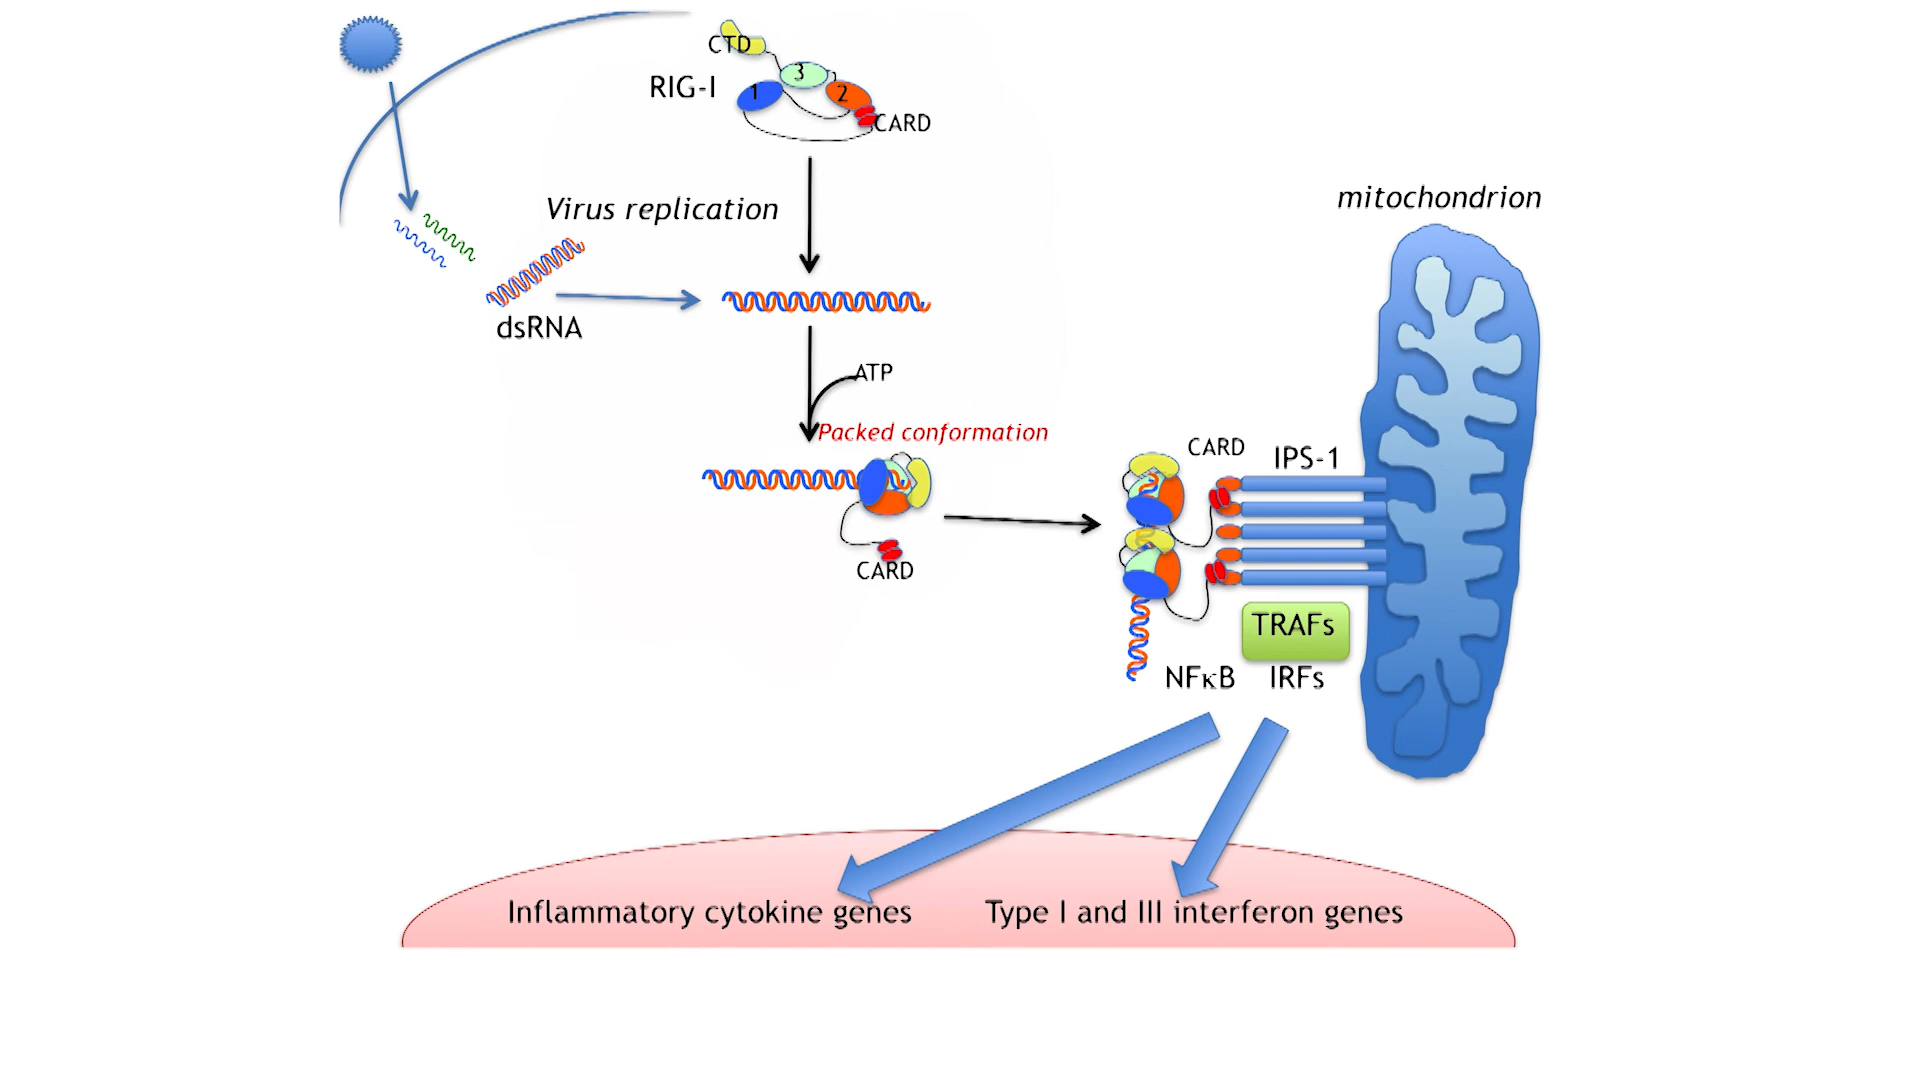 CTD
3
RIG-I
1
2
CARD
Virus replication
mitochondrion
dsRNA
ATP
Packed conformation
CARD
IPS-1
CARD
TRAFs
NFκB
IRFs
Inflammatory cytokine genes
Type I and III interferon genes